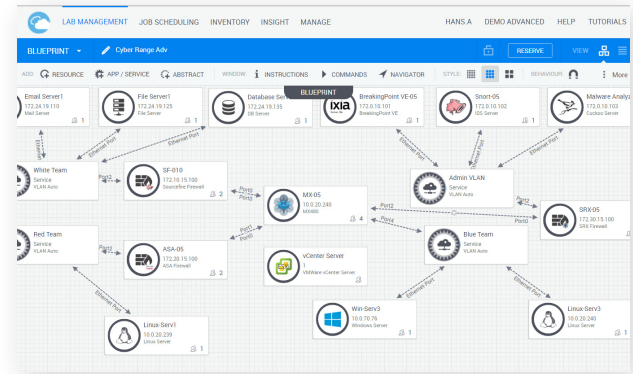 LAB MANAGEMENT JOB SCHEDULING INVENTORY INSIGHT MANAGE HANS A DEMO ADVANCED HELP TUTORIALS
BLUEPRINT Cyber Range Adv RESERVE VIEW
ADD RESOURCE APP / SERVICE ABSTRACT WINDOW INSTRUCTIONS COMMANDS NAVIGATOR STYLE: BEHAVIOUR More
BLUEPRINT
Email Server1
172.24.19.110
Mail Server
1
File Server1
172.24.19.125
File Server
1
Database
172.24.19.135
DB Server
1
ixia
BreakingPoint VE-05
172.0.10.101
BreakingPoint VE
1
Snort-05
172.0.10.102
IDS Server
1
Malware Analyz
172.0.10.103
Cuckoo Server
Ethernet Port
Ethernet Port
Ethernet Port
Ethernet Port
Ethernet Port
White Team
Service
VLAN Auto
Port2
SF-010
172.10.15.100
Sourcefire Firewall
2
Port0
MX-05
10.0.20.240
MX480
4
Admin VLAN
Service
VLAN Auto
Port2
Port4
Port0
SRX-05
172.30.15.100
SRX Firewall
Red Team
Service
VLAN Auto
ASA-05
172.20.15.100
ASA Firewall
2
Port1
Port0
vCenter Server
1
VMWare vCenter Server
Blue Team
Service
VLAN Auto
Ethernet Port
Ethernet Port
Ethernet Port
Linux-Serv1
10.0.20.239
Linux Server
1
Win-Serv3
10.0.70.76
Windows Server
1
Linux-Serv3
10.0.20.240
Linux Server
1